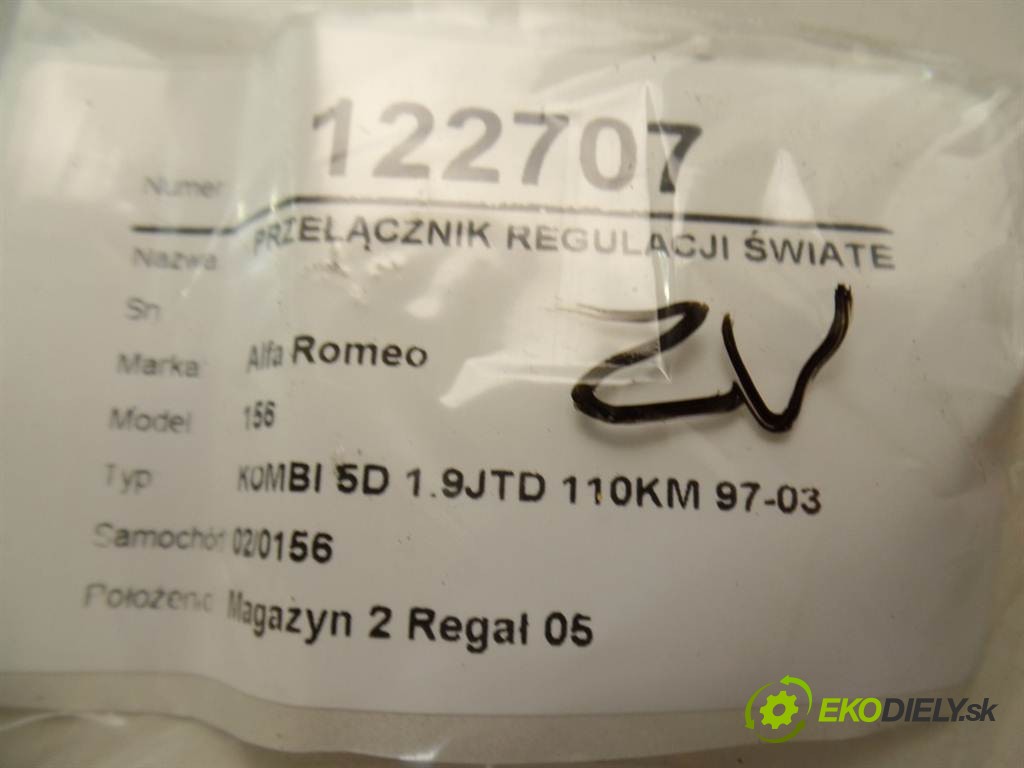 Numer 122707
Nazwa PRZEŁĄCZNIK REGULACJI ŚWIATE
Sn
Marka Alfa Romeo
Model 156
Typ KOMBI 5D 1.9JTD 110KM 97-03
Samochód 02/0156
Położenie Magazyn 2 Regał 05
ZV
EKODIELY.sk